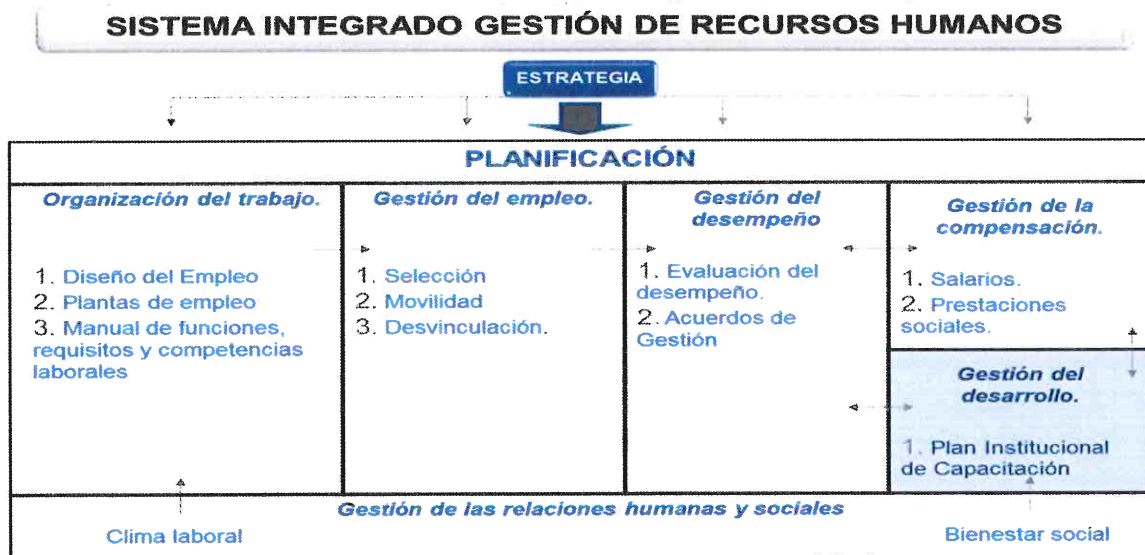 SISTEMA INTEGRADO GESTIÓN DE RECURSOS HUMANOS
ESTRATEGIA
PLANIFICACIÓN
Organización del trabajo.
1. Diseño del Empleo
2. Plantas de empleo
3. Manual de funciones,
requisitos y competencias
laborales
Gestión del empleo.
1. Selección
2. Movilidad
3. Desvinculación.
Gestión del
desempeño
1. Evaluación del
desempeño.
2. Acuerdos de
Gestión
Gestión de la
compensación.
1. Salarios.
2. Prestaciones
sociales.
Gestión del
desarrollo.
1. Plan Institucional
de Capacitación
Gestión de las relaciones humanas y sociales
Clima laboral
Bienestar social